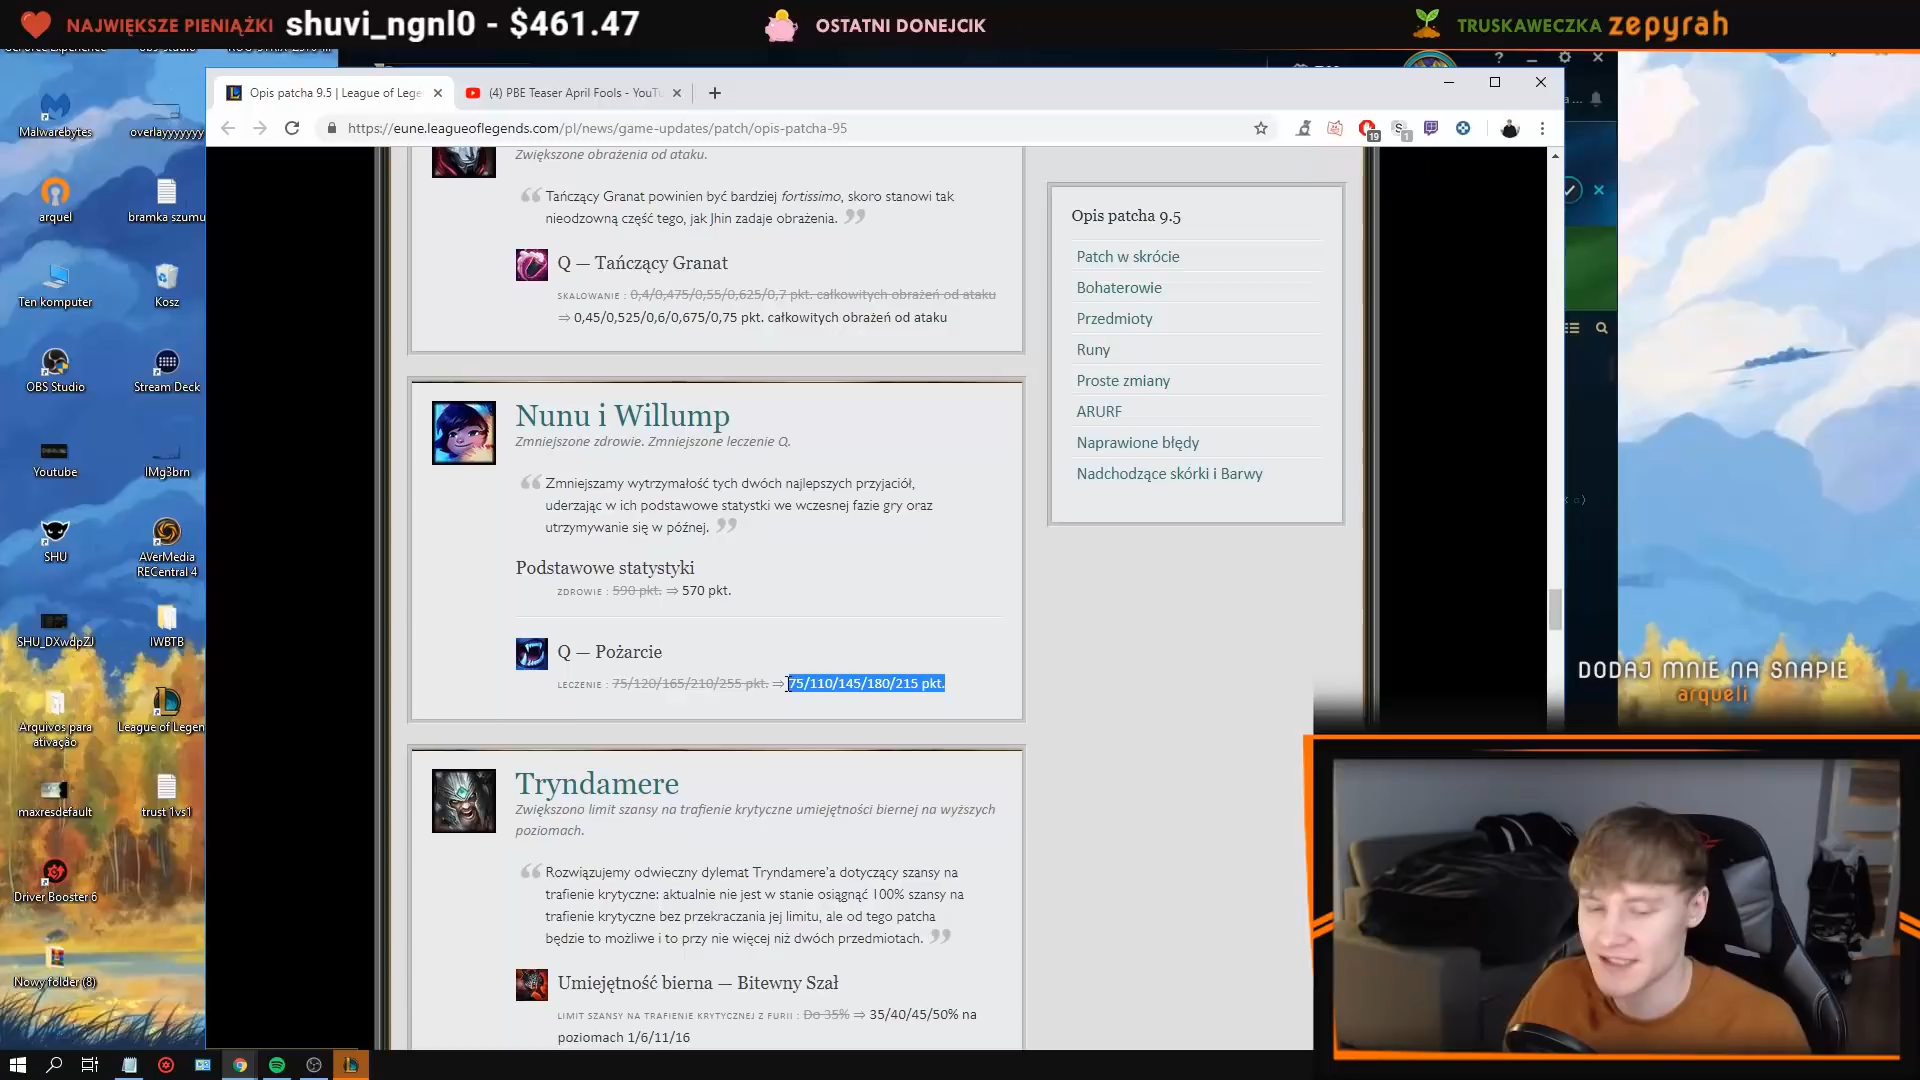 NAJWIĘKSZE PIENIĄŻKI shuvi_ngnl0 - $461.47
OSTATNI DONEJCIK
TRUSKAWECZKA zepyrah
Opis patcha 9.5 | League of Lege
(4) PBE Teaser April Fools - YouTu
https://eune.leagueoflegends.com/pl/news/game-updates/patch/opis-patcha-95
19
1
Malwarebytes
overlayyyyyyy
arquel
bramka szumu
Ten komputer
Kosz
OBS Studio
Stream Deck
Youtube
IMg3brn
SHU
AVerMedia
RECentral 4
SHU_DXwdpZJ
IWBTB
Arquivos para
ativação
League of Legen
maxresdefault
trust 1vs1
Driver Booster 6
Nowy folder (8)
Zwiększone obrażenia od ataku.
Tańczący Granat powinien być bardziej fortissimo, skoro stanowi tak
nieodzowną część tego, jak Jhin zadaje obrażenia.
Q — Tańczący Granat
SKALOWANIE : 0,4/0,475/0,55/0,625/0,7 pkt. całkowitych obrażeń od ataku
⇒ 0,45/0,525/0,6/0,675/0,75 pkt. całkowitych obrażeń od ataku
Nunu i Willump
Zmniejszone zdrowie. Zmniejszone leczenie Q.
Zmniejszamy wytrzymałość tych dwóch najlepszych przyjaciół,
uderzając w ich podstawowe statystki we wczesnej fazie gry oraz
utrzymywanie się w późnej.
Podstawowe statystyki
ZDROWIE : 590 pkt. ⇒ 570 pkt.
Q — Pożarcie
LECZENIE : 75/120/165/210/255 pkt. ⇒ 75/110/145/180/215 pkt.
Tryndamere
Zwiększono limit szansy na trafienie krytyczne umiejętności biernej na wyższych
poziomach.
Rozwiązujemy odwieczny dylemat Tryndamere'a dotyczący szansy na
trafienie krytyczne: aktualnie nie jest w stanie osiągnąć 100% szansy na
trafienie krytyczne bez przekraczania jej limitu, ale od tego patcha
będzie to możliwe i to przy nie więcej niż dwóch przedmiotach.
Umiejętność bierna — Bitewny Szał
LIMIT SZANSY NA TRAFIENIE KRYTYCZNEJ Z FURII : Do 35% ⇒ 35/40/45/50% na
poziomach 1/6/11/16
Opis patcha 9.5
Patch w skrócie
Bohaterowie
Przedmioty
Runy
Proste zmiany
ARURF
Naprawione błędy
Nadchodzące skórki i Barwy
DODAJ MNIE NA SNAPIE
arqueli